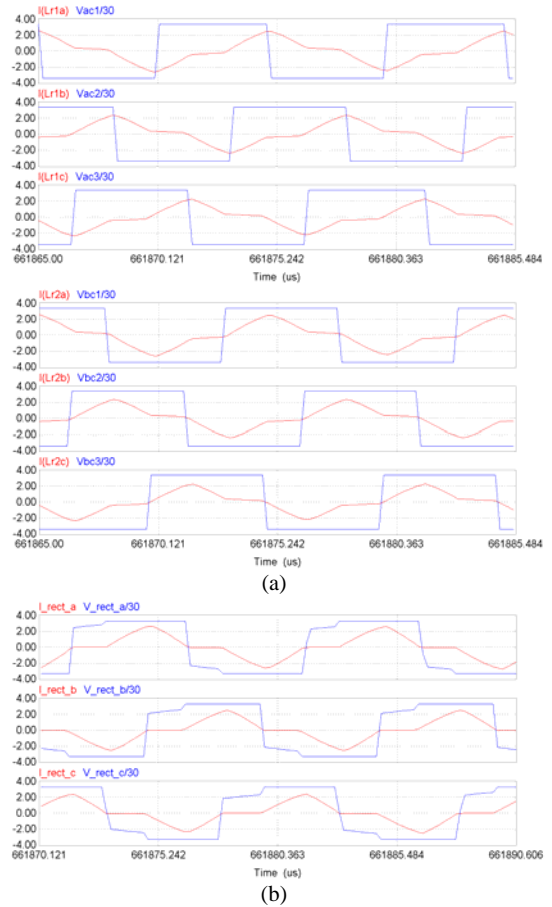 I(Lr1a) Vac1/30
4.00
2.00
0.00
-2.00
-4.00
I(Lr1b) Vac2/30
4.00
2.00
0.00
-2.00
-4.00
I(Lr1c) Vac3/30
4.00
2.00
0.00
-2.00
-4.00
661865.00 661870.121 661875.242 661880.363 661885.484
Time (us)
I(Lr2a) Vbc1/30
4.00
2.00
0.00
-2.00
-4.00
I(Lr2b) Vbc2/30
4.00
2.00
0.00
-2.00
-4.00
I(Lr2c) Vbc3/30
4.00
2.00
0.00
-2.00
-4.00
661865.00 661870.121 661875.242 661880.363 661885.484
Time (us)
(a)
I_rect_a V_rect_a/30
4.00
2.00
0.00
-2.00
-4.00
I_rect_b V_rect_b/30
4.00
2.00
0.00
-2.00
-4.00
I_rect_c V_rect_c/30
4.00
2.00
0.00
-2.00
-4.00
661870.121 661875.242 661880.363 661885.484 661890.606
Time (us)
(b)